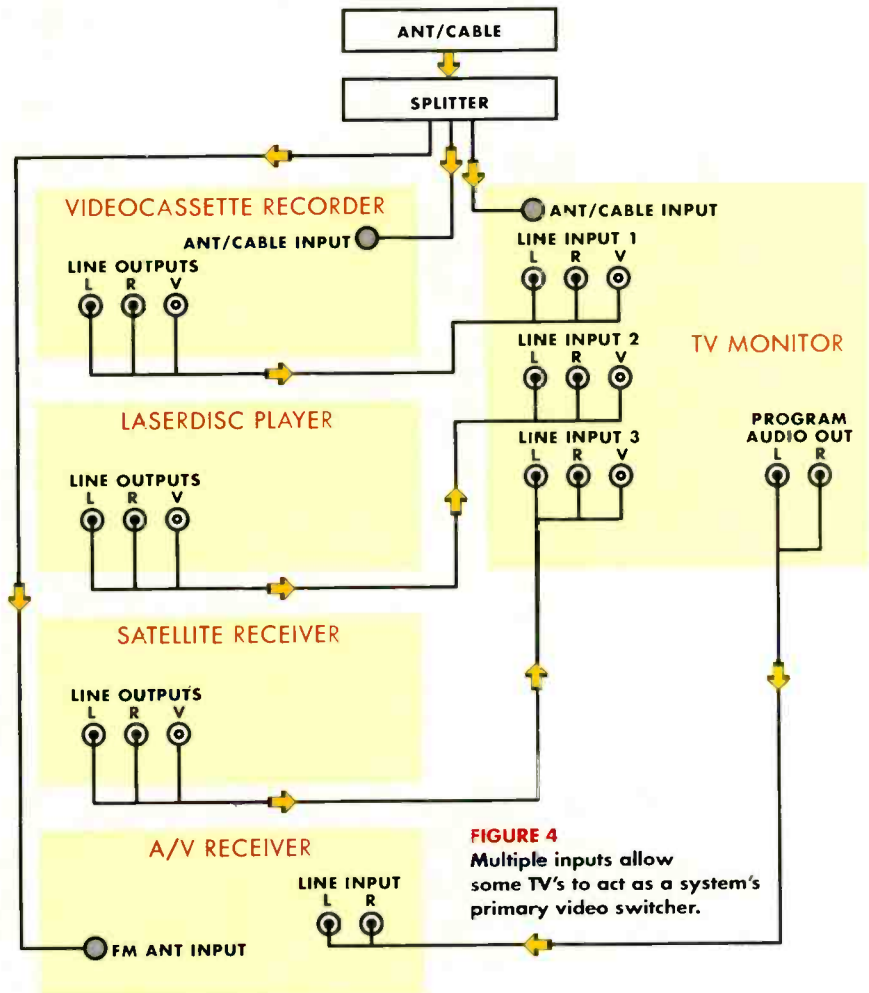 ANT/CABLE
SPLITTER
VIDEOCASSETTE RECORDER
ANT/CABLE INPUT
LINE OUTPUTS
L R V
ANT/CABLE INPUT
LINE INPUT 1
L R V
LINE INPUT 2
L R V
LINE INPUT 3
L R V
TV MONITOR
PROGRAM
AUDIO OUT
L R
LASERDISC PLAYER
LINE OUTPUTS
L R V
SATELLITE RECEIVER
LINE OUTPUTS
L R V
A/V RECEIVER
LINE INPUT
L R
FM ANT INPUT
FIGURE 4
Multiple inputs allow
some TV's to act as a system's
primary video switcher.